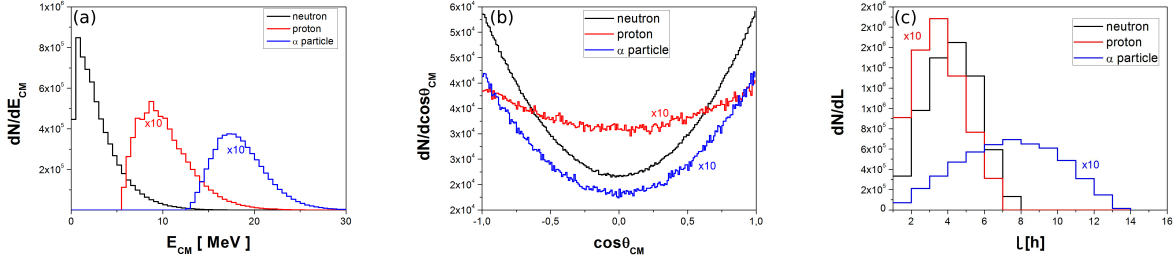 (a)
neutron
proton
α particle
x10
x10
1x10⁶
8x10⁵
6x10⁵
4x10⁵
2x10⁵
dN/dE_CM
0 10 20 30
E_CM [ MeV ]
(b)
neutron
proton
α particle
x10
x10
6x10⁴
5x10⁴
5x10⁴
4x10⁴
4x10⁴
3x10⁴
3x10⁴
2x10⁴
2x10⁴
dN/dcosθ_CM
-1,0 -0,5 0,0 0,5 1,0
cosθ_CM
(c)
neutron
proton
α particle
x10
x10
2x10⁶
2x10⁶
1x10⁶
1x10⁶
1x10⁶
8x10⁵
6x10⁵
4x10⁵
2x10⁵
0
dN/dL
2 4 6 8 10 12 14 16
L[h]